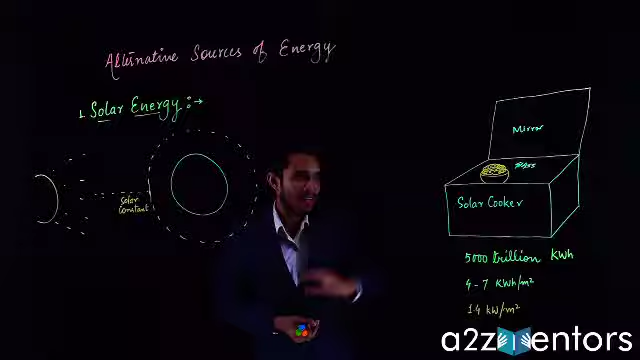 Alternative Sources of Energy
1. Solar Energy :→
Solar
Constant
Mirror
Glass
Solar Cooker
5000 trillion KWh
4-7 KWh/m²
1.4 kW/m²
a2zmentors